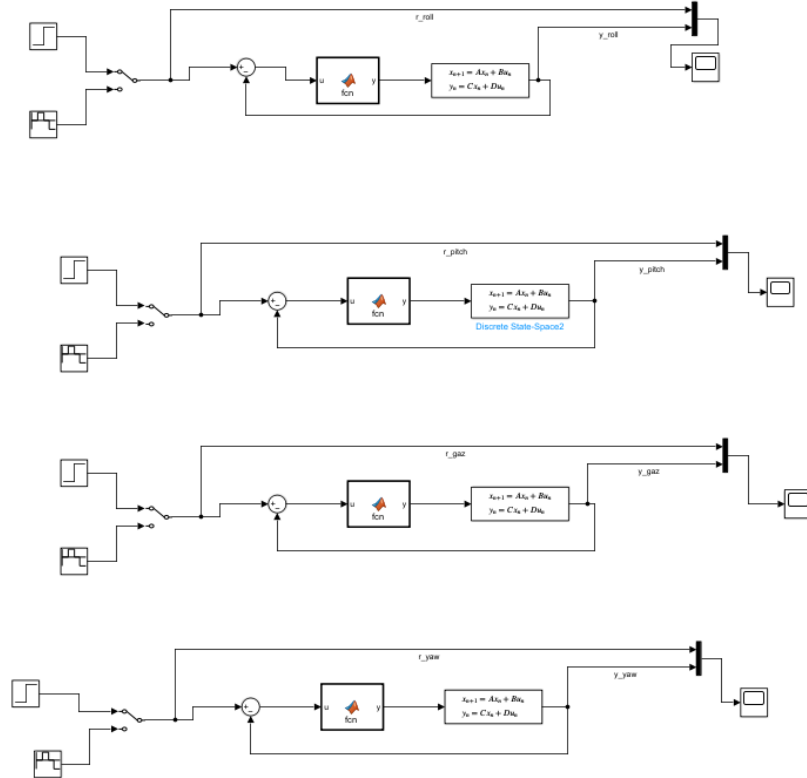 r_roll
y_roll
+
−
u y
fcn
xₙ₊₁ = Axₙ + Buₙ
yₙ = Cxₙ + Duₙ
r_pitch
y_pitch
+
−
u y
fcn
xₙ₊₁ = Axₙ + Buₙ
yₙ = Cxₙ + Duₙ
Discrete State-Space2
r_gaz
y_gaz
+
−
u y
fcn
xₙ₊₁ = Axₙ + Buₙ
yₙ = Cxₙ + Duₙ
r_yaw
y_yaw
+
−
u y
fcn
xₙ₊₁ = Axₙ + Buₙ
yₙ = Cxₙ + Duₙ